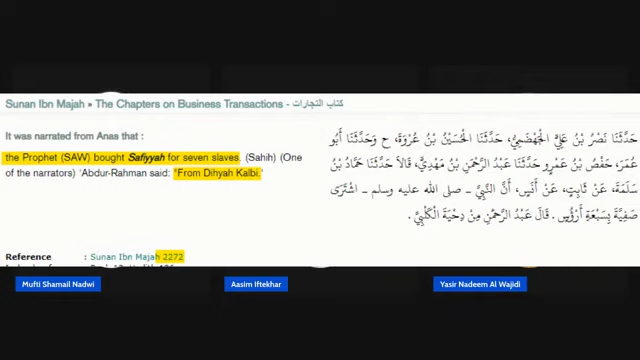 Sunan Ibn Majah » The Chapters on Business Transactions - كتاب التجارات
It was narrated from Anas that :
the Prophet (SAW) bought Safiyyah for seven slaves. (Sahih) (One
of the narrators) 'Abdur-Rahman said: "From Dihyah Kalbi.'
حَدَّثَنَا نَصْرُ بْنُ عَلِيٍّ الْجَهْضَمِيُّ، حَدَّثَنَا الْحُسَيْنُ بْنُ عُرْوَةَ، ح وَحَدَّثَنَا أَبُو
عُمَرَ، حَفْصُ بْنُ عَمْرٍو حَدَّثَنَا عَبْدُ الرَّحْمَنِ بْنُ مَهْدِيٍّ، قَالاَ حَدَّثَنَا حَمَّادُ بْنُ
سَلَمَةَ، عَنْ ثَابِتٍ، عَنْ أَنَسٍ، أَنَّ النَّبِيَّ ـ صلى الله عليه وسلم ـ اشْتَرَى
صَفِيَّةَ بِسَبْعَةِ أَرْؤُسٍ . قَالَ عَبْدُ الرَّحْمَنِ مِنْ دِحْيَةَ الْكَلْبِيِّ .
Reference : Sunan Ibn Majah 2272
Mufti Shamail Nadwi
Aasim Iftekhar
Yasir Nadeem Al Wajidi